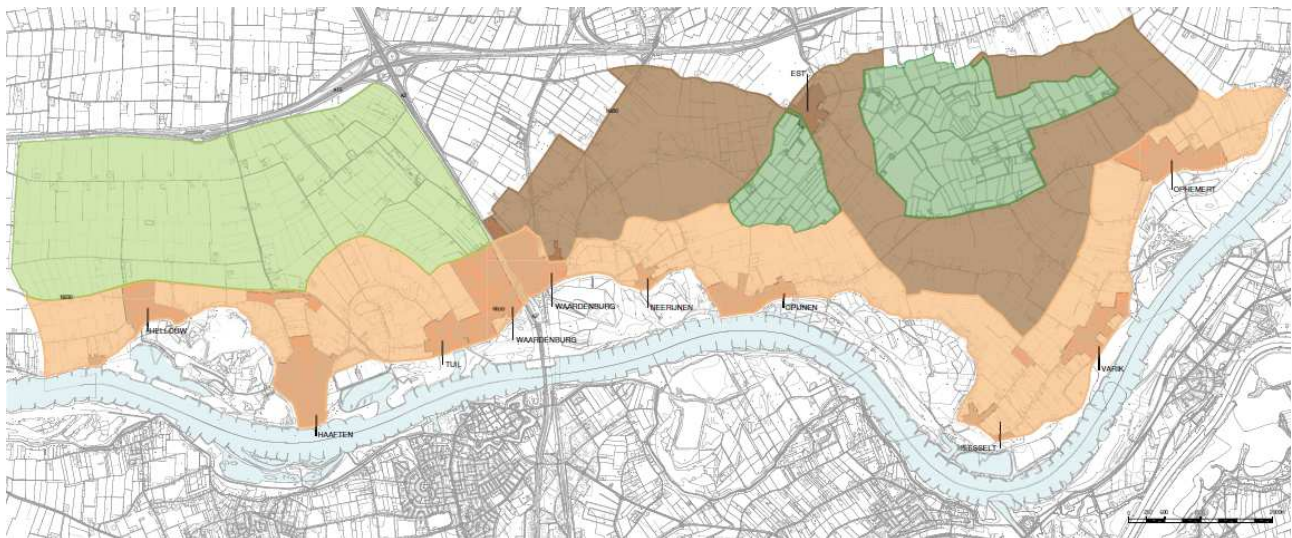 EST
OPHEMERT
WAARDENBURG
NEERIJNEN
OPIJNEN
HELLOUW
WAARDENBURG
TUIL
VARIK
HAAFTEN
HEESSELT